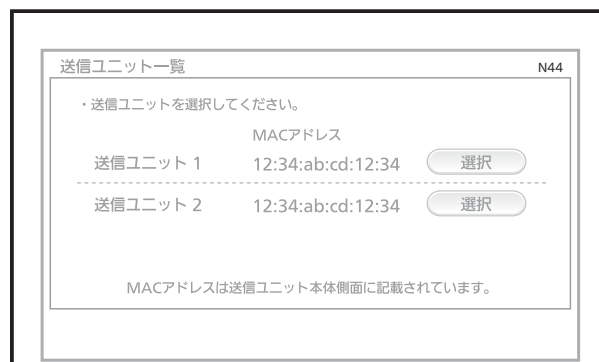 送信ユニット一覧 N44
・送信ユニットを選択してください。
MACアドレス
送信ユニット 1 12:34:ab:cd:12:34 選択
送信ユニット 2 12:34:ab:cd:12:34 選択
MACアドレスは送信ユニット本体側面に記載されています。